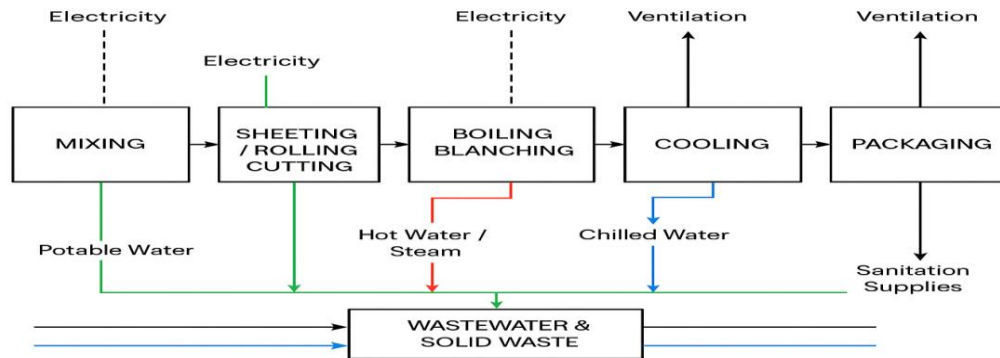 Electricity
Electricity
Ventilation
Ventilation
Electricity
MIXING
SHEETING
/ ROLLING
CUTTING
BOILING
BLANCHING
COOLING
PACKAGING
Potable Water
Hot Water /
Steam
Chilled Water
Sanitation
Supplies
WASTEWATER &
SOLID WASTE